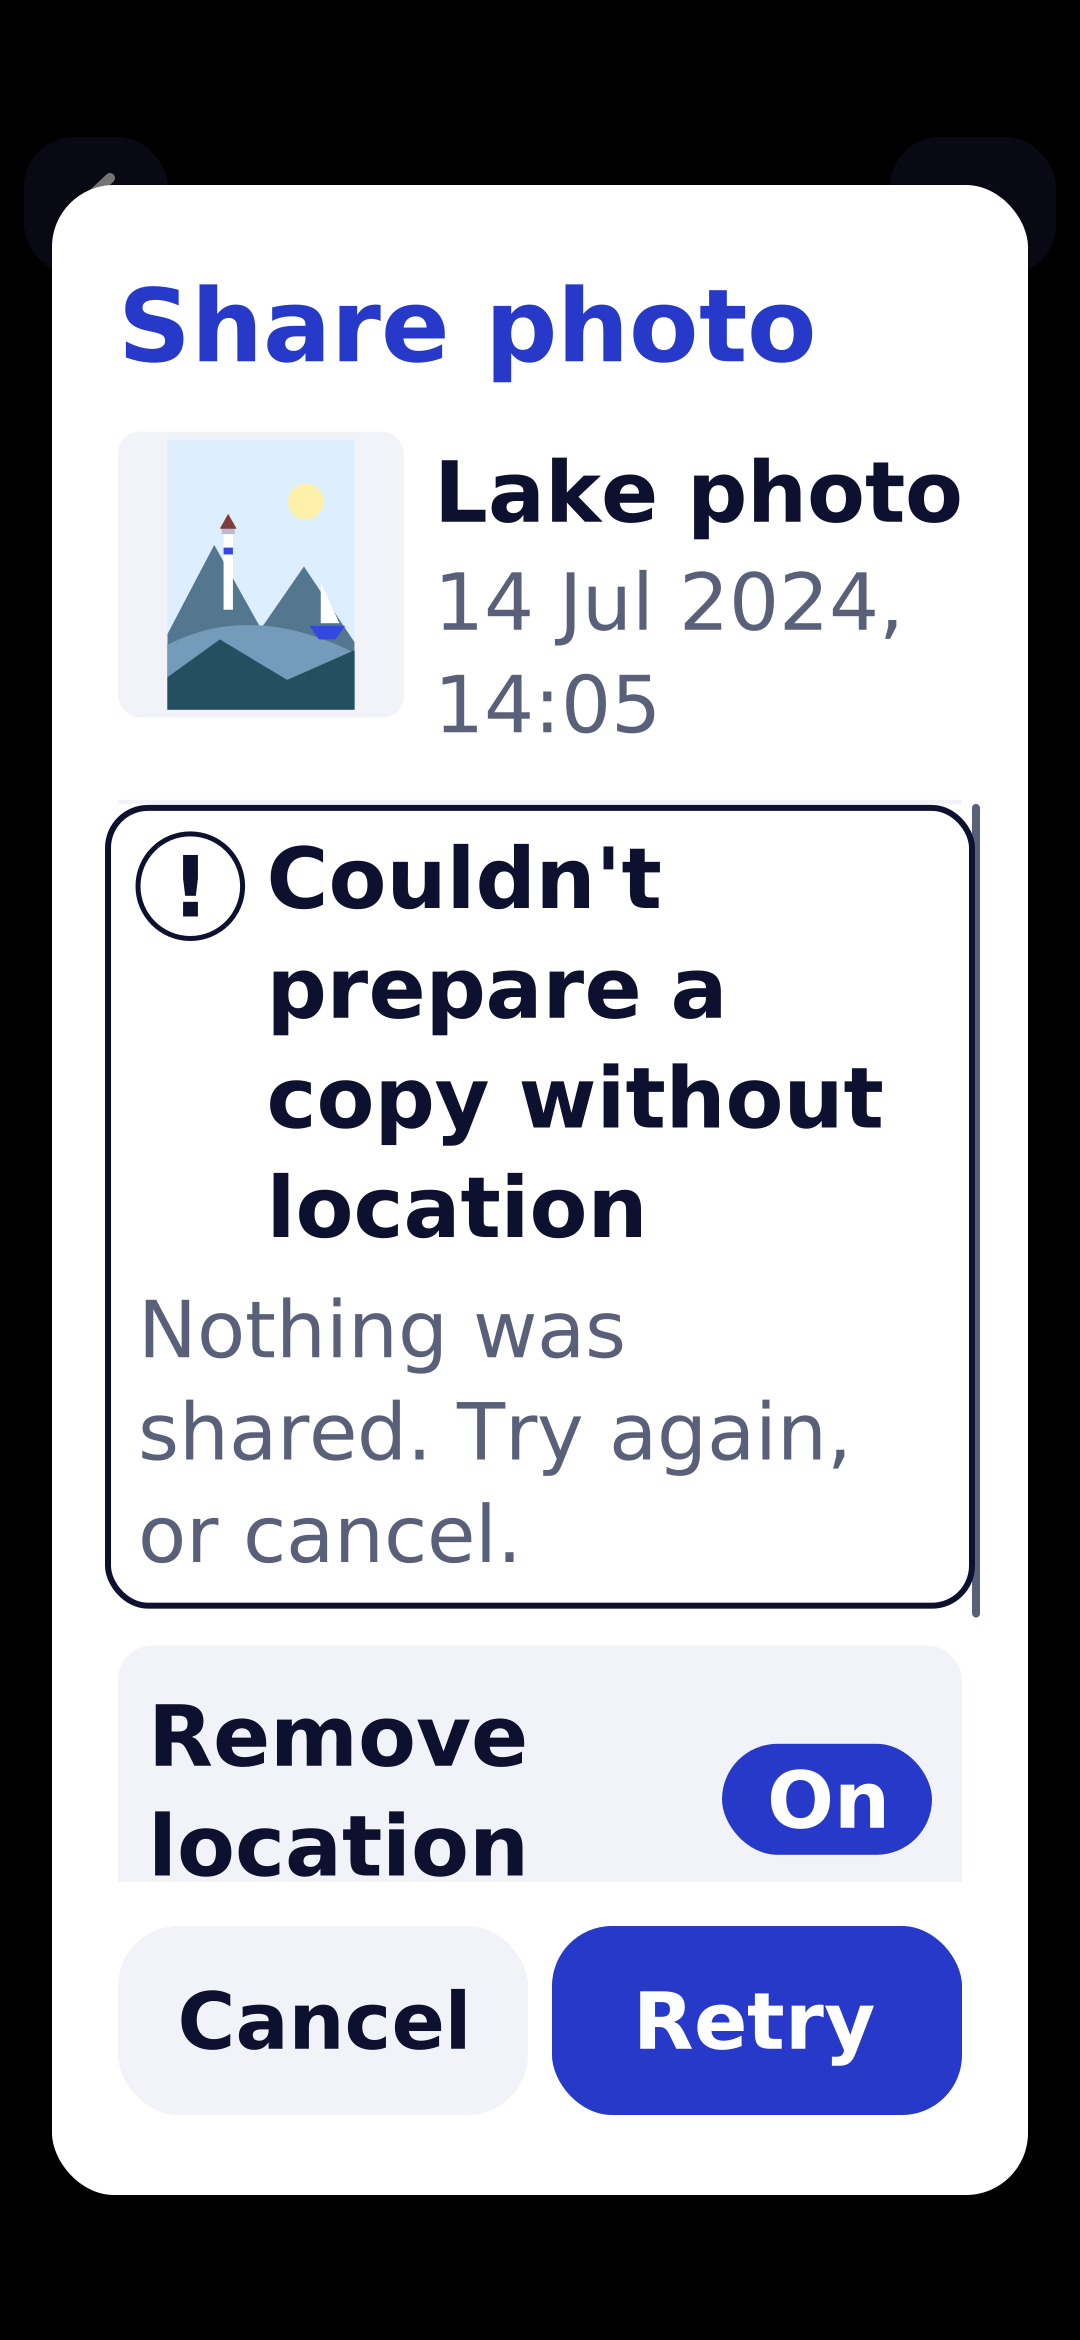 Share photo
Lake photo
14 Jul 2024,
14:05
! Couldn't
prepare a
copy without
location
Nothing was
shared. Try again,
or cancel.
Remove
location
On
Cancel
Retry